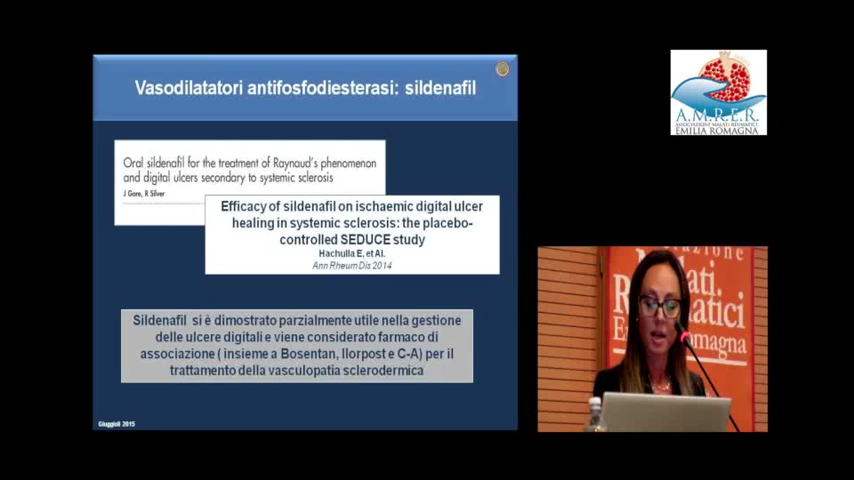 Vasodilatatori antifosfodiesterasi: sildenafil
Oral sildenafil for the treatment of Raynaud's phenomenon
and digital ulcers secondary to systemic sclerosis
J Gore, R Silver
Efficacy of sildenafil on ischaemic digital ulcer
healing in systemic sclerosis: the placebo-
controlled SEDUCE study
Hachulla E, et Al.
Ann Rheum Dis 2014
Sildenafil si è dimostrato parzialmente utile nella gestione
delle ulcere digitali e viene considerato farmaco di
associazione ( insieme a Bosentan, Ilorpost e C-A) per il
trattamento della vasculopatia sclerodermica
Giuggioli 2015
A.M.R.E.R.
ASSOCIAZIONE MALATI REUMATICI
EMILIA ROMAGNA